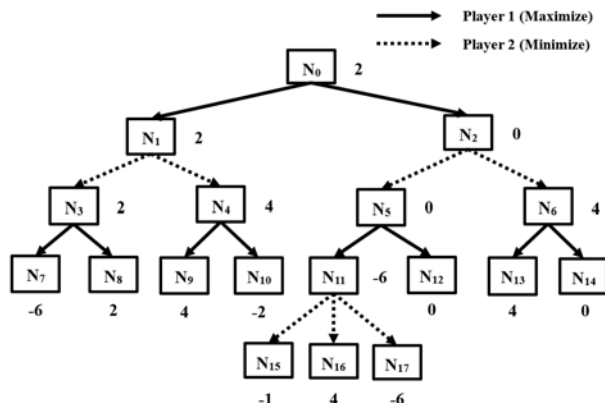 Player 1 (Maximize)
Player 2 (Minimize)
N₀ 2
N₁ 2 N₂ 0
N₃ 2 N₄ 4 N₅ 0 N₆ 4
N₇ N₈ N₉ N₁₀ N₁₁ -6 N₁₂ N₁₃ N₁₄
-6 2 4 -2 0 4 0
N₁₅ N₁₆ N₁₇
-1 4 -6